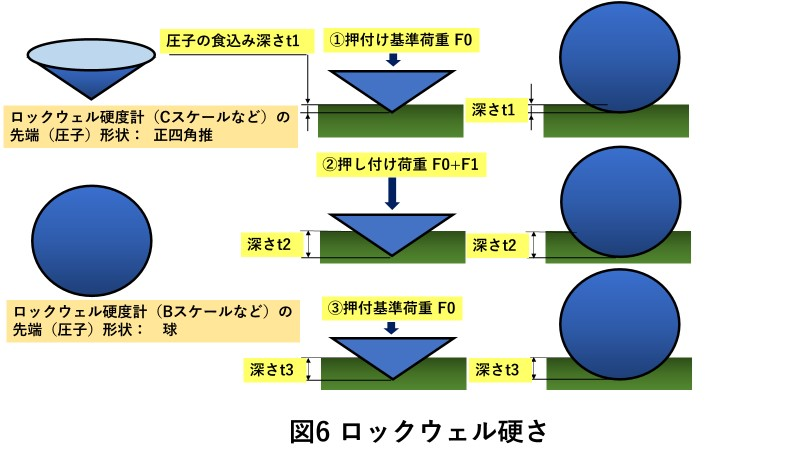 圧子の食込み深さt1
①押付け基準荷重 F0
深さt1
ロックウェル硬度計（Cスケールなど）の
先端（圧子）形状： 正四角推
②押し付け荷重 F0+F1
深さt2
深さt2
ロックウェル硬度計（Bスケールなど）の
先端（圧子）形状： 球
③押付基準荷重 F0
深さt3
深さt3
図6 ロックウェル硬さ